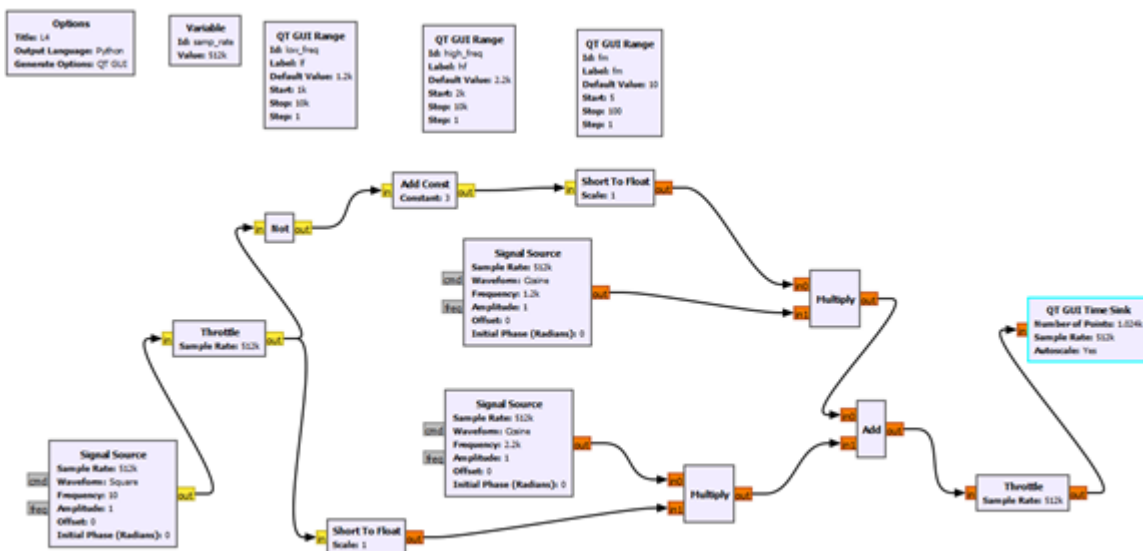 Options
Title: L4
Output Language: Python
Generate Options: QT GUI
Variable
Id: samp_rate
Value: 512k
QT GUI Range
Id: low_freq
Label: lf
Default Value: 1.2k
Start: 1k
Stop: 10k
Step: 1
QT GUI Range
Id: high_freq
Label: hf
Default Value: 2.2k
Start: 2k
Stop: 10k
Step: 1
QT GUI Range
Id: fm
Label: fm
Default Value: 10
Start: 5
Stop: 100
Step: 1
in
Add Const
Constant: 3
out
in
Short To Float
Scale: 1
out
in
Not
out
cmd
freq
Signal Source
Sample Rate: 512k
Waveform: Cosine
Frequency: 1.2k
Amplitude: 1
Offset: 0
Initial Phase (Radians): 0
out
in0
in1
Multiply
out
in
QT GUI Time Sink
Number of Points: 1.024k
Sample Rate: 512k
Autoscale: Yes
in
Throttle
Sample Rate: 512k
out
cmd
freq
Signal Source
Sample Rate: 512k
Waveform: Cosine
Frequency: 2.2k
Amplitude: 1
Offset: 0
Initial Phase (Radians): 0
out
in0
in1
Add
out
cmd
freq
Signal Source
Sample Rate: 512k
Waveform: Square
Frequency: 10
Amplitude: 1
Offset: 0
Initial Phase (Radians): 0
out
in0
in1
Multiply
out
in
Throttle
Sample Rate: 512k
out
in
Short To Float
Scale: 1
out